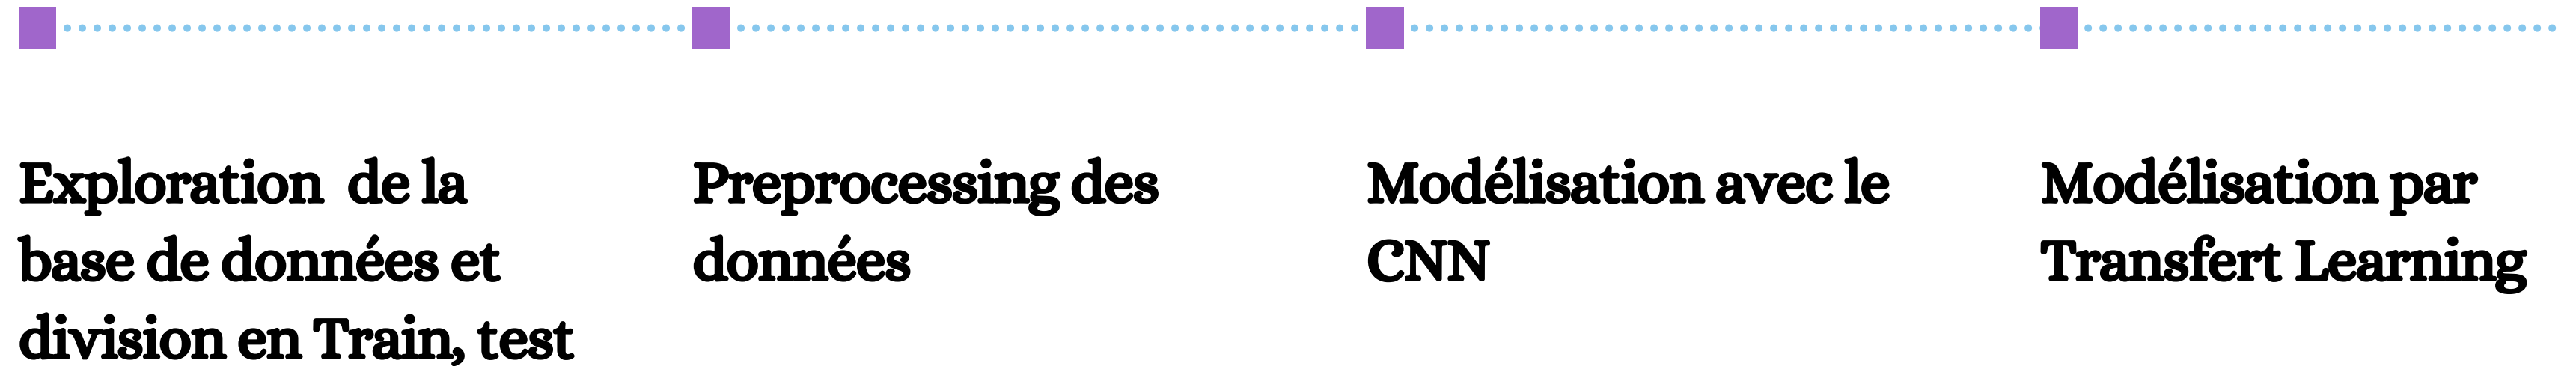 Exploration de la
base de données et
division en Train, test
Preprocessing des
données
Modélisation avec le
CNN
Modélisation par
Transfert Learning